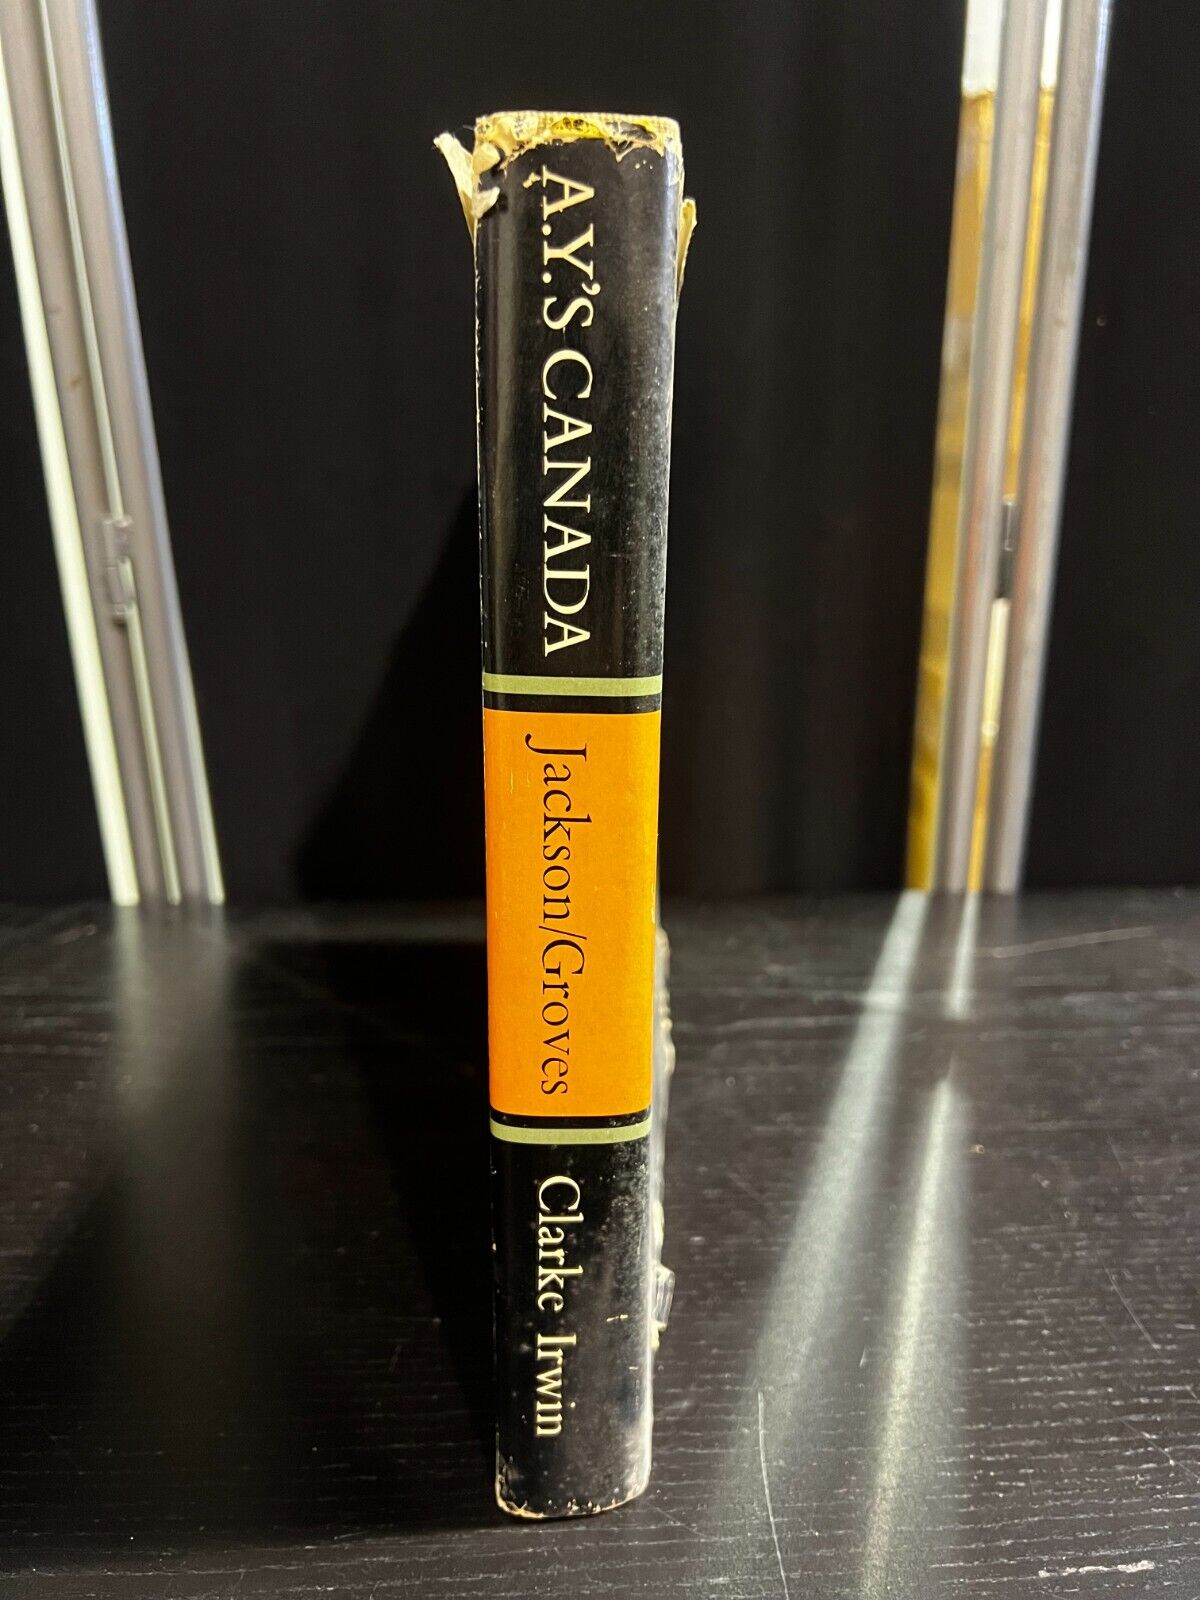 A.Y.'S CANADA
Jackson/Groves
Clarke Irwin